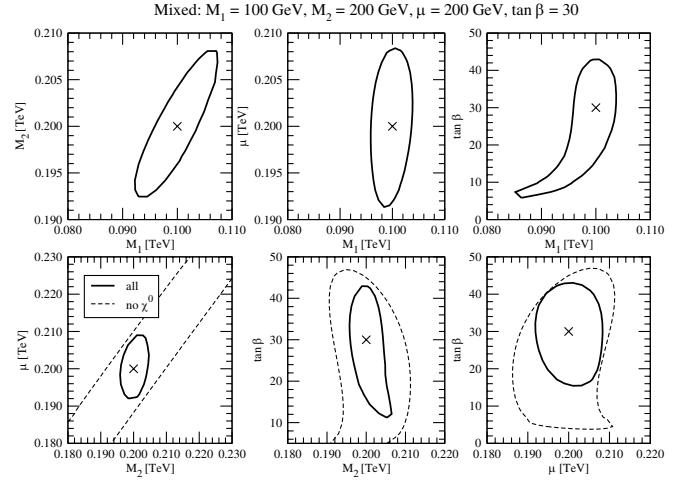 Mixed: M1 = 100 GeV, M2 = 200 GeV, μ = 200 GeV, tan β = 30
0.210
0.205
0.200
0.195
0.190
M2 [TeV]
0.080 0.090 0.100 0.110
M1 [TeV]
0.210
0.205
0.200
0.195
0.190
μ [TeV]
0.080 0.090 0.100 0.110
M1 [TeV]
50
40
30
20
10
0
tan β
0.080 0.090 0.100 0.110
M1 [TeV]
0.230
0.220
0.210
0.200
0.190
0.180
μ [TeV]
all
no χ0
0.180 0.190 0.200 0.210 0.220 0.230
M2 [TeV]
50
40
30
20
10
0
tan β
0.180 0.190 0.200 0.210 0.220
M2 [TeV]
50
40
30
20
10
0
tan β
0.180 0.190 0.200 0.210 0.220
μ [TeV]